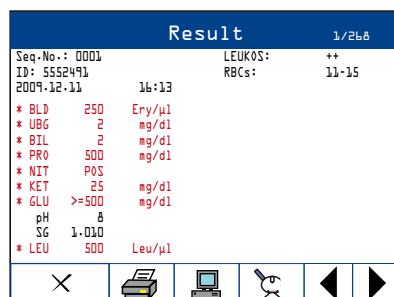 Result 1/268
Seq.No.: 0001 LEUKOS: ++
ID: 5552491 RBCs: 11-15
2009.12.11 16:13
* BLD 250 Ery/µl
* UBG 2 mg/dl
* BIL 2 mg/dl
* PRO 500 mg/dl
* NIT POS
* KET 25 mg/dl
* GLU >=500 mg/dl
pH 8
SG 1.010
* LEU 500 Leu/µl